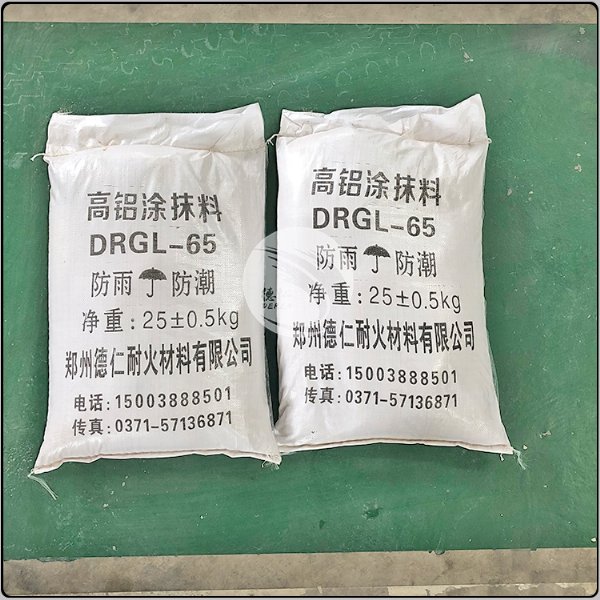 高铝涂抹料
DRGL-65
防雨 防潮
净重:25±0.5kg
郑州德仁耐火材料有限公司
电话:15003888501
传真:0371-57136871
高铝涂抹料
DRGL-65
防雨 防潮
净重:25±0.5kg
郑州德仁耐火材料有限公司
电话:15003888501
传真:0371-57136871